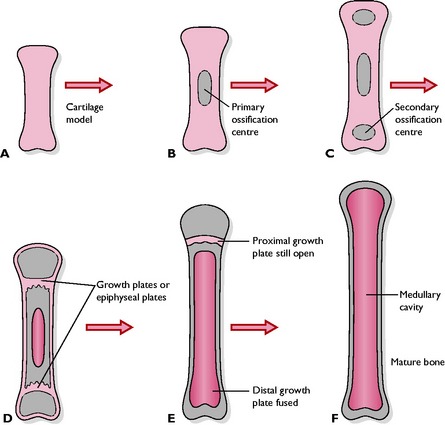 Cartilage
model
A
Primary
ossification
centre
B
Secondary
ossification
centre
C
Growth plates or
epiphyseal plates
D
Proximal growth
plate still open
Distal growth
plate fused
E
Medullary
cavity
Mature bone
F